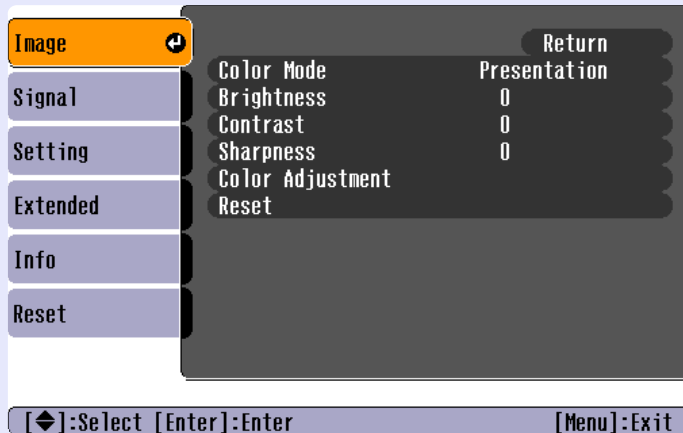 Image
Signal
Setting
Extended
Info
Reset
Return
Color Mode Presentation
Brightness 0
Contrast 0
Sharpness 0
Color Adjustment
Reset
[◆]:Select [Enter]:Enter [Menu]:Exit